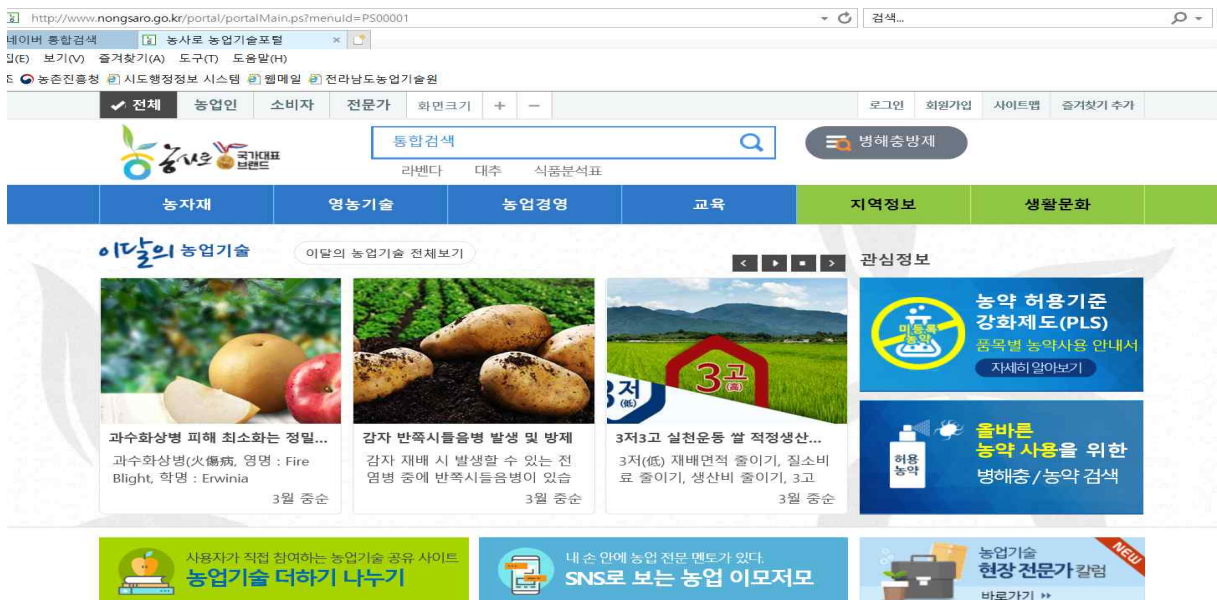 http://www.nongsaro.go.kr/portal/portalMain.ps?menuId=PS00001
검색...
네이버 통합검색
농사로 농업기술포털
보기(V) 즐겨찾기(A) 도구(T) 도움말(H)
농촌진흥청 시도행정정보 시스템 웹메일 전라남도농업기술원
전체 농업인 소비자 전문가 화면크기 + -
로그인 회원가입 사이트맵 즐겨찾기 추가
농사로 국가대표 브랜드
통합검색
병해충방제
라벤다 대추 식품분석표
농자재 영농기술 농업경영 교육 지역정보 생활문화
이달의 농업기술
이달의 농업기술 전체보기
관심정보
과수화상병 피해 최소화는 정밀...
과수화상병(火傷病, 영명 : Fire
Blight, 학명 : Erwinia
3월 중순
감자 반쪽시들음병 발생 및 방제
감자 재배 시 발생할 수 있는 전
염병 중에 반쪽시들음병이 있습
3월 중순
3저
(低)
3고
(高)
3저3고 실천운동 쌀 적정생산...
3저(低) 재배면적 줄이기, 질소비
료 줄이기, 생산비 줄이기, 3고
3월 중순
미등록
농약
농약 허용기준
강화제도(PLS)
품목별 농약사용 안내서
자세히 알아보기
허용
농약
올바른
농약 사용을 위한
병해충/농약 검색
사용자가 직접 참여하는 농업기술 공유 사이트
농업기술 더하기 나누기
내 손 안에 농업 전문 멘토가 있다.
SNS로 보는 농업 이모저모
농업기술
현장 전문가 칼럼
바로가기
NEW